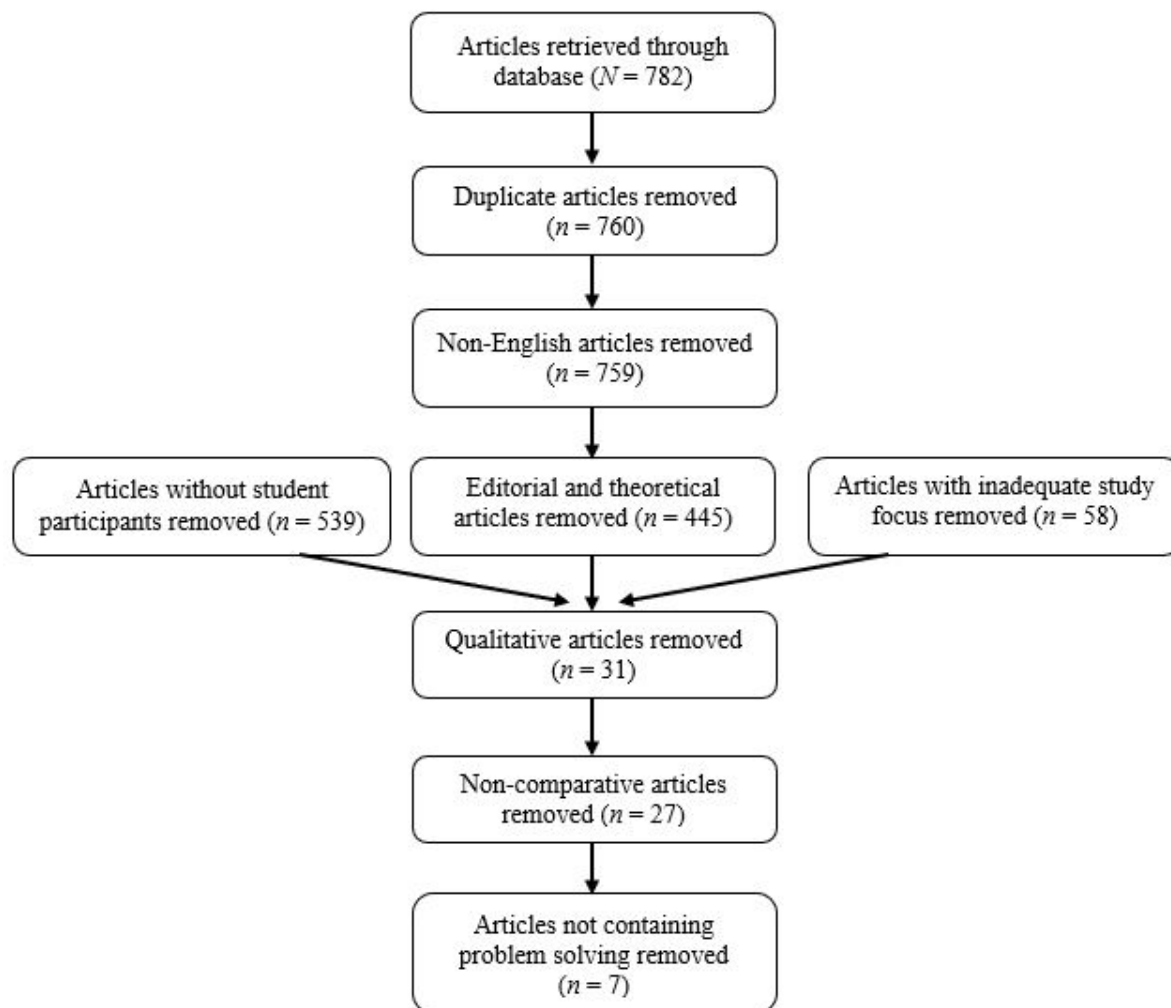 Articles retrieved through
database (N = 782)
Duplicate articles removed
(n = 760)
Non-English articles removed
(n = 759)
Articles without student
participants removed (n = 539)
Editorial and theoretical
articles removed (n = 445)
Articles with inadequate study
focus removed (n = 58)
Qualitative articles removed
(n = 31)
Non-comparative articles
removed (n = 27)
Articles not containing
problem solving removed
(n = 7)